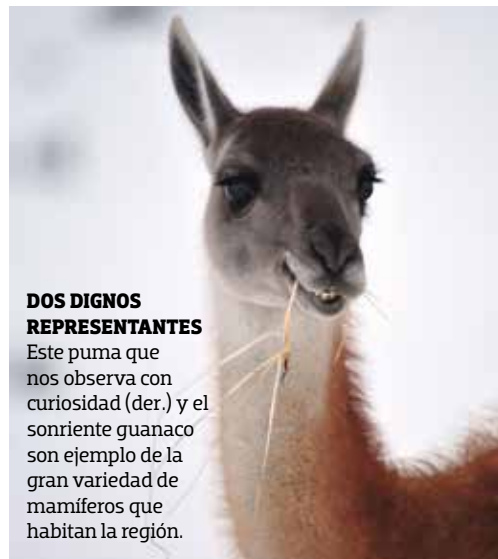 DOS DIGNOS
REPRESENTANTES
Este puma que
nos observa con
curiosidad (der.) y el
sonriente guanaco
son ejemplo de la
gran variedad de
mamíferos que
habitan la región.